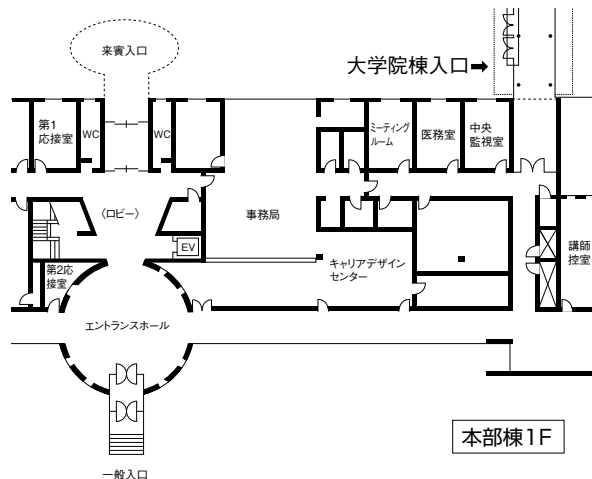 来賓入口
大学院棟入口➡
第1
応接室
WC
WC
ミーティング
ルーム
医務室
中央
監視室
〈ロビー〉
事務局
EV
講師
控室
第2応
接室
キャリアデザイン
センター
エントランスホール
本部棟1F
一般入口